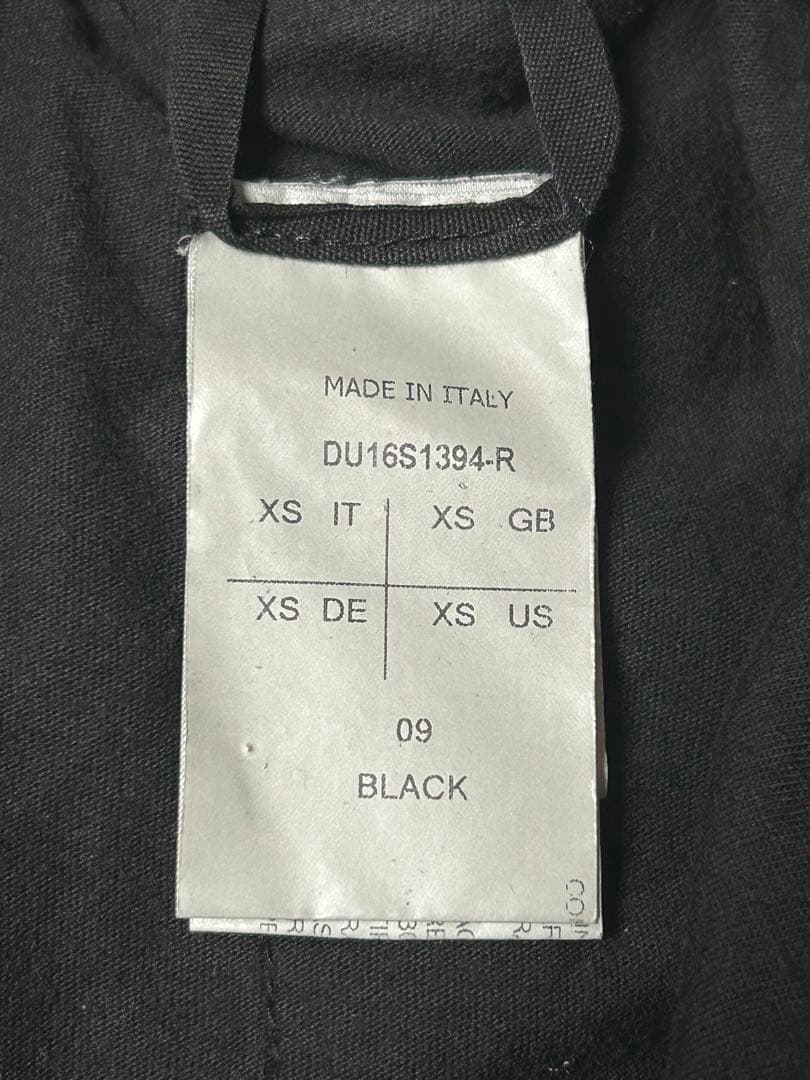 MADE IN ITALY
DU16S1394-R
XS IT XS GB
XS DE XS US
09
BLACK